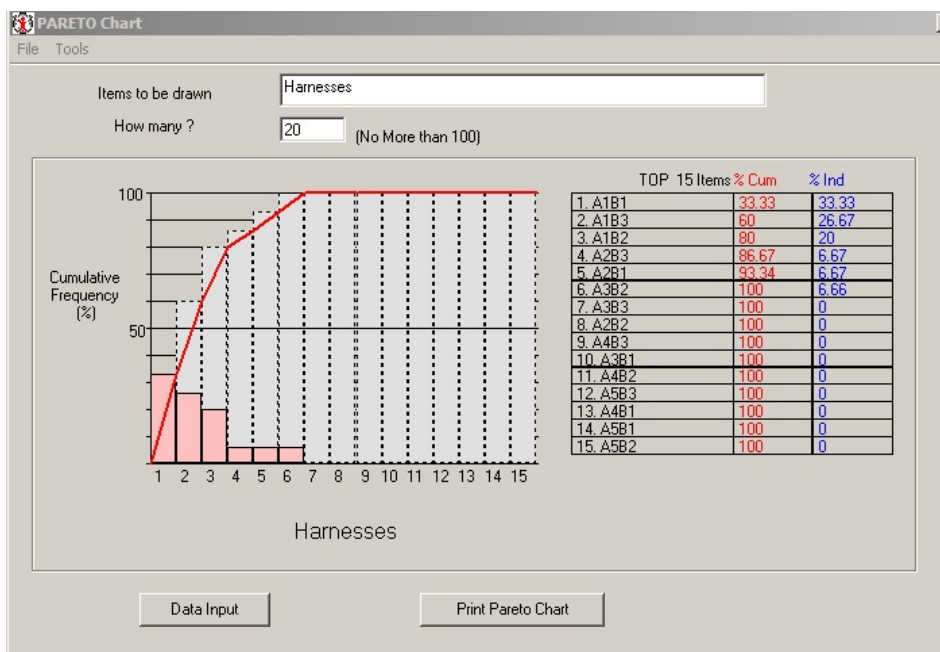 PARETO Chart
File Tools
Items to be drawn Harnesses
How many ? 20 (No More than 100)
TOP 15 Items % Cum % Ind
1. A1B1 33.33 33.33
2. A1B3 60 26.67
3. A1B2 80 20
4. A2B3 86.67 6.67
5. A2B1 93.34 6.67
6. A3B2 100 6.66
7. A3B3 100 0
8. A2B2 100 0
9. A4B3 100 0
10. A3B1 100 0
11. A4B2 100 0
12. A5B3 100 0
13. A4B1 100 0
14. A5B1 100 0
15. A5B2 100 0
100
Cumulative
Frequency
(%)
50
1 2 3 4 5 6 7 8 9 10 11 12 13 14 15
Harnesses
Data Input Print Pareto Chart